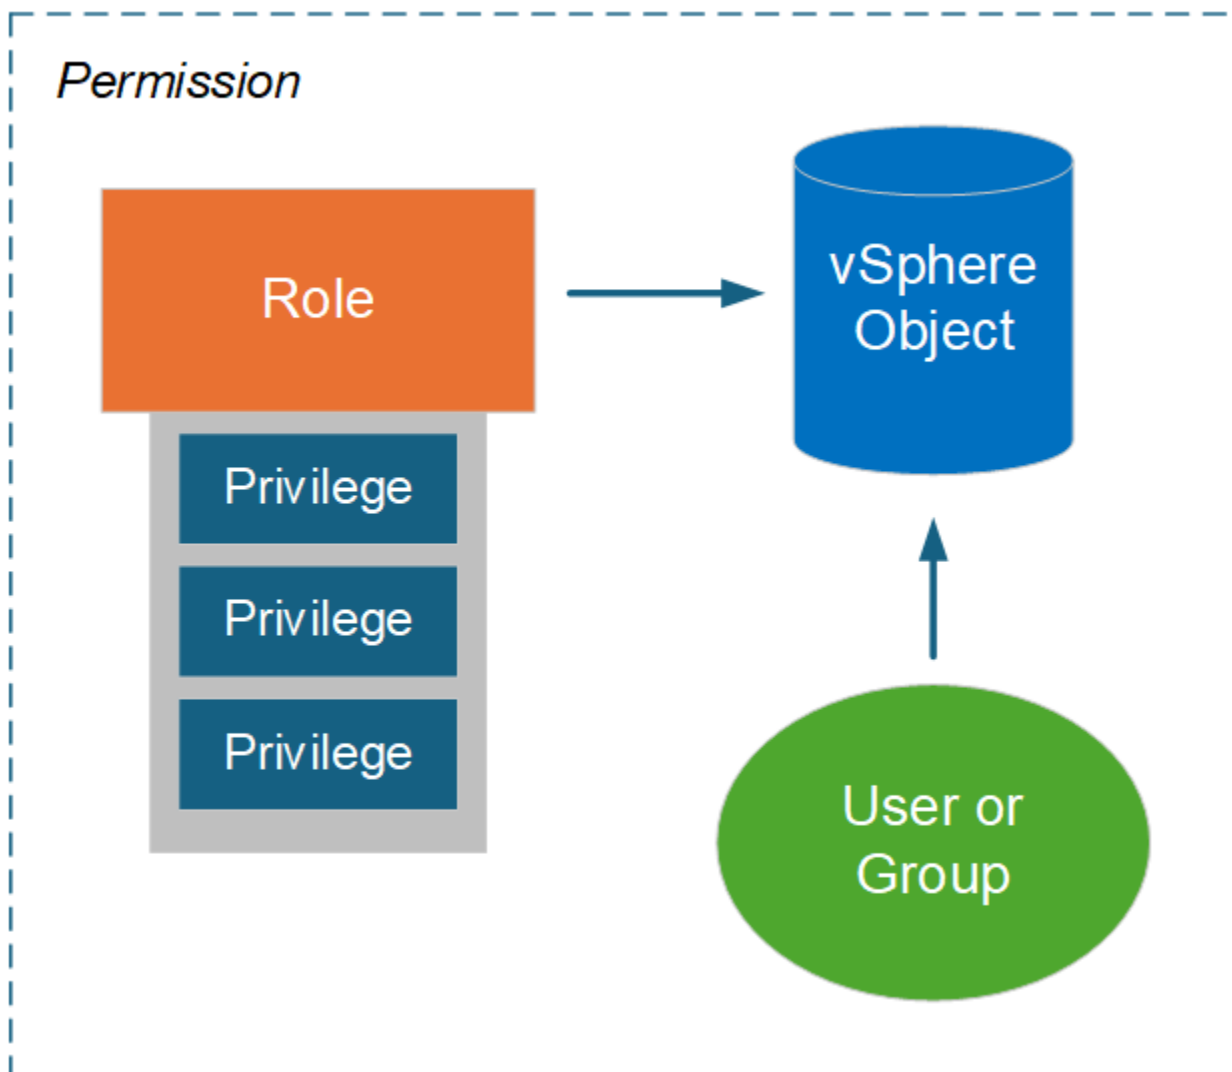 Permission
Role
vSphere
Object
Privilege
Privilege
Privilege
User or
Group